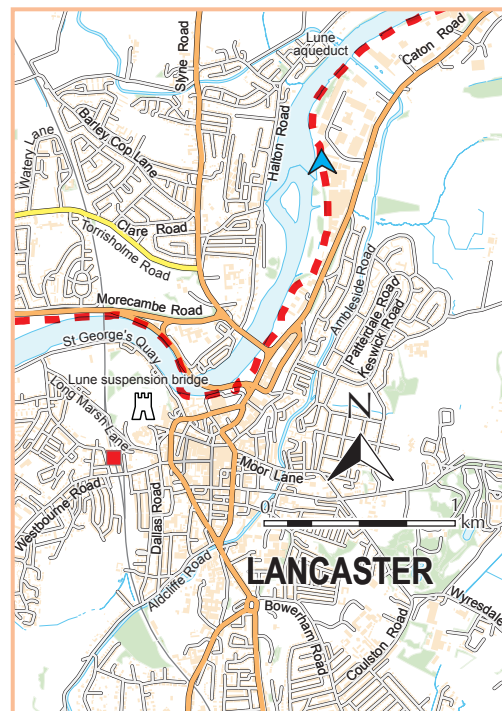 Slyne Road
Lune
aqueduct
Caton Road
Halton Road
Barley Cop Lane
Watery Lane
Clare Road
Torrisholme Road
Ambleside Road
Patterdale Road
Keswick Road
Morecambe Road
St George's Quay
Lune suspension bridge
Long Marsh Lane
N
Moor Lane
Westbourne Road
Dallas Road
0 1
km
Aldcliffe Road
LANCASTER
Bowerham Road
Coulston Road
Wyresdale